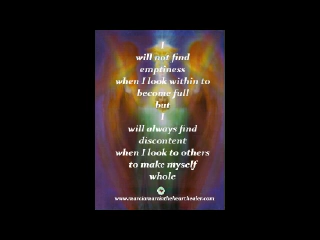 I
will not find
emptiness
when I look within to
become full
but
I
will always find
discontent
when I look to others
to make myself
whole